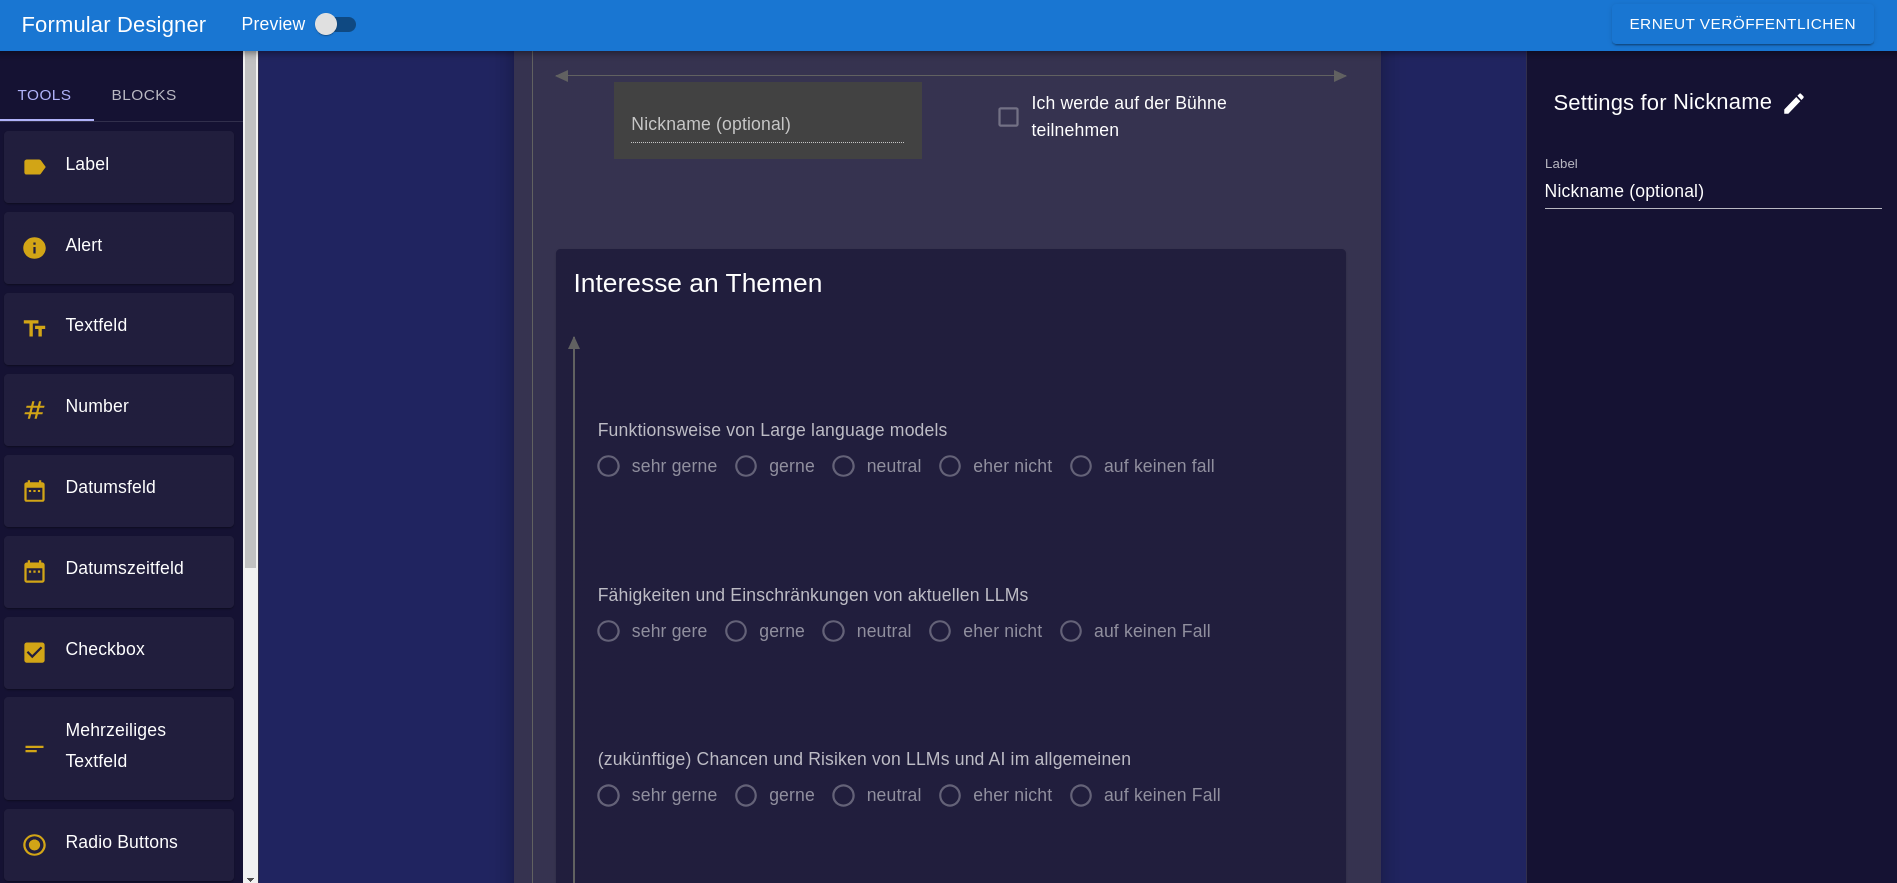 Formular Designer
Preview
ERNEUT VERÖFFENTLICHEN
TOOLS
BLOCKS
Label
Alert
Textfeld
Number
Datumsfeld
Datumszeitfeld
Checkbox
Mehrzeiliges
Textfeld
Radio Buttons
Nickname (optional)
Ich werde auf der Bühne
teilnehmen
Interesse an Themen
Funktionsweise von Large language models
sehr gerne gerne neutral eher nicht auf keinen fall
Fähigkeiten und Einschränkungen von aktuellen LLMs
sehr gere gerne neutral eher nicht auf keinen Fall
(zukünftige) Chancen und Risiken von LLMs und AI im allgemeinen
sehr gerne gerne neutral eher nicht auf keinen Fall
Settings for Nickname
Label
Nickname (optional)